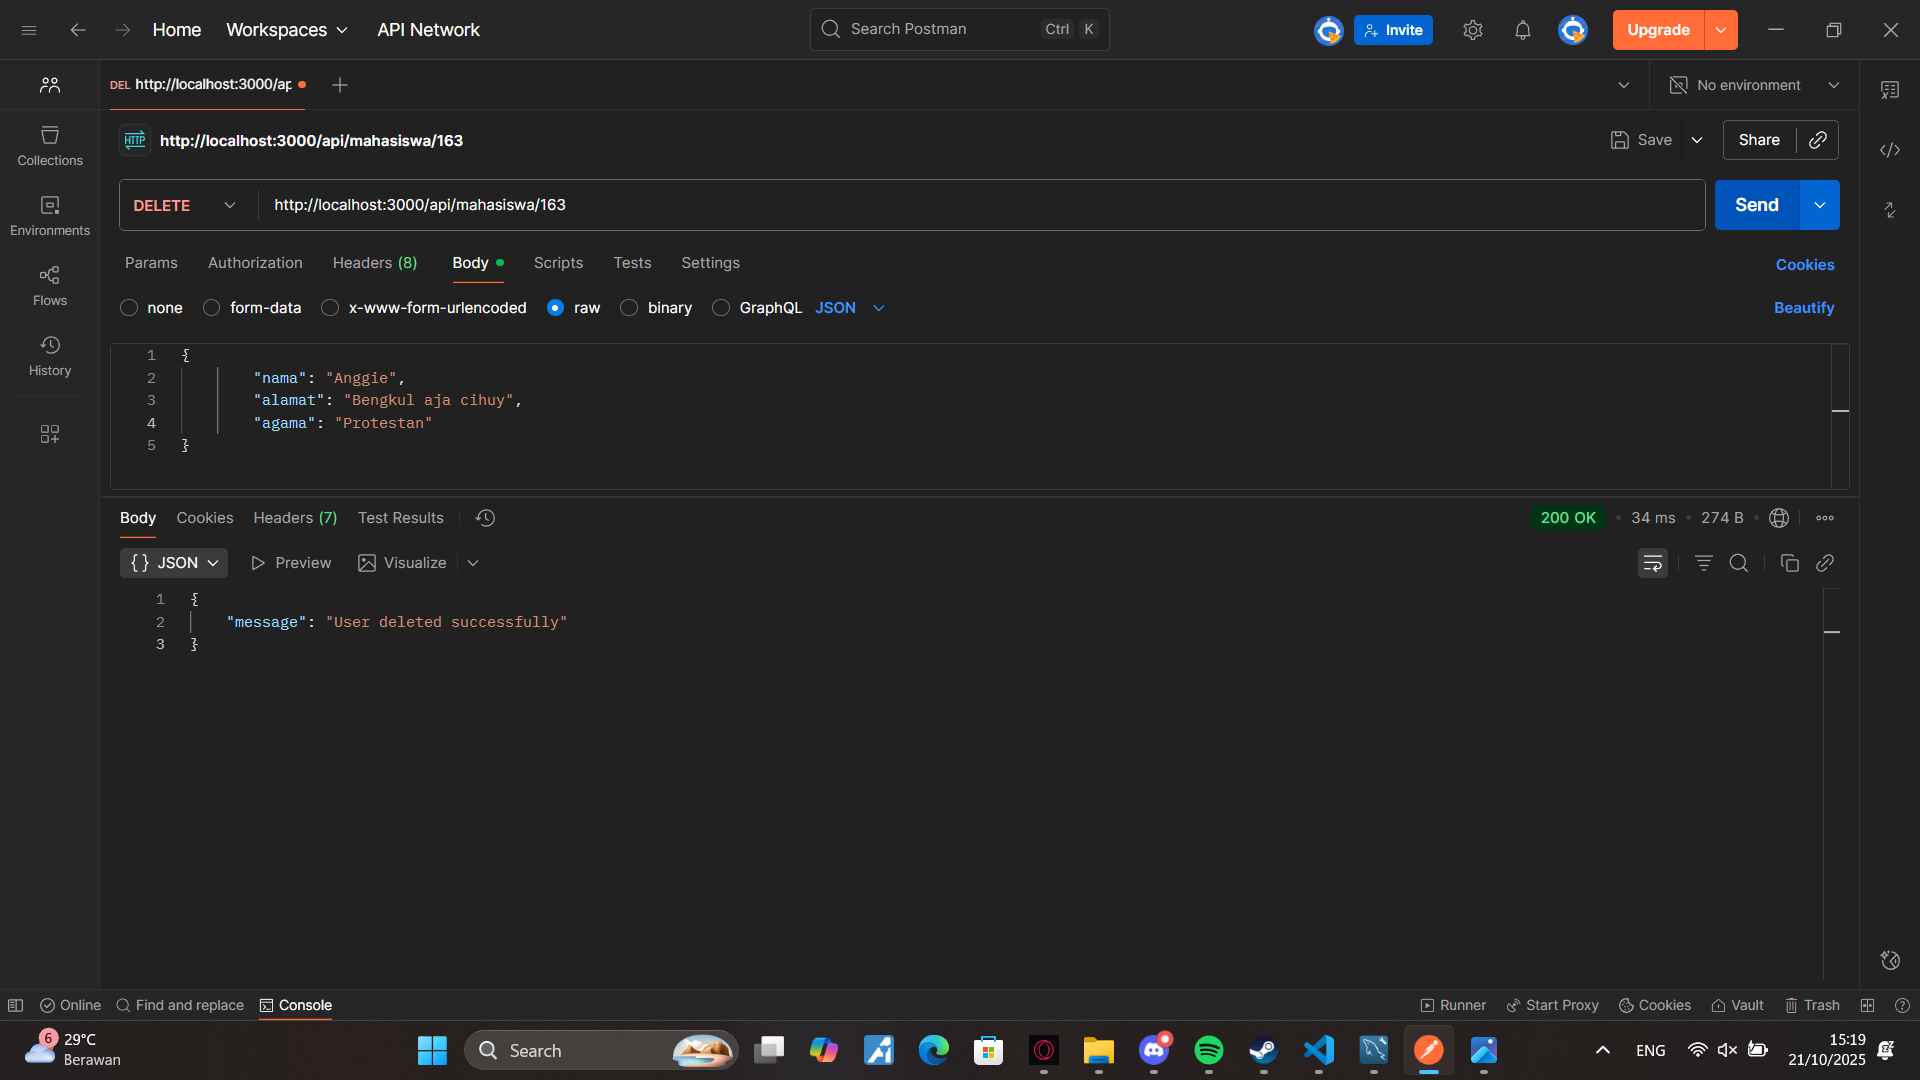 Home
Workspaces
API Network
Search Postman
Ctrl
K
Invite
Upgrade
DEL http://localhost:3000/ap
No environment
HTTP
http://localhost:3000/api/mahasiswa/163
Save
Share
Collections
Environments
Flows
History
DELETE
http://localhost:3000/api/mahasiswa/163
Send
Params
Authorization
Headers (8)
Body
Scripts
Tests
Settings
Cookies
none
form-data
x-www-form-urlencoded
raw
binary
GraphQL
JSON
Beautify
1 {
2 "nama": "Anggie",
3 "alamat": "Bengkul aja cihuy",
4 "agama": "Protestan"
5 }
Body
Cookies
Headers (7)
Test Results
200 OK
34 ms
274 B
{} JSON
Preview
Visualize
1 {
2 "message": "User deleted successfully"
3 }
Online
Find and replace
Console
Runner
Start Proxy
Cookies
Vault
Trash
6
29°C
Berawan
Search
ENG
15:19
21/10/2025